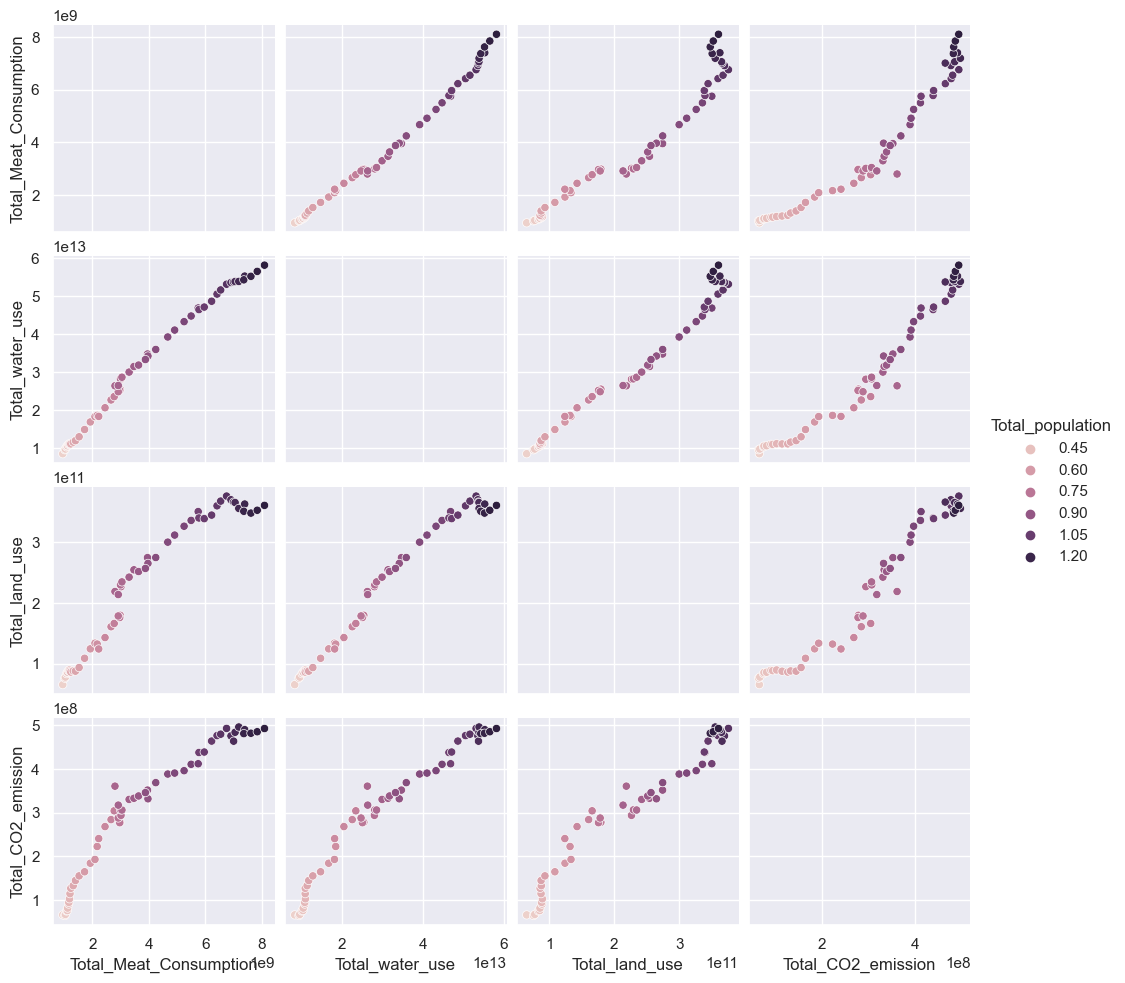 1e9
8
6
4
2
Total_Meat_Consumption
1e13
6
5
4
3
2
1
Total_water_use
Total_population
0.45
0.60
0.75
0.90
1.05
1.20
1e11
3
2
1
Total_land_use
1e8
5
4
3
2
1
Total_CO2_emission
2 4 6 8
2 4 6
1 2 3
2 4
Total_Meat_Consumption 1e9
Total_water_use 1e13
Total_land_use 1e11
Total_CO2_emission 1e8